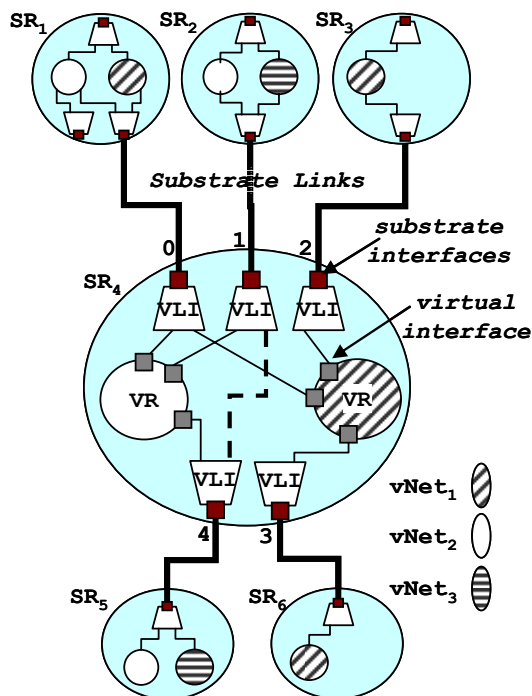 SR1
SR2
SR3
Substrate Links
0
1
2
substrate
interfaces
SR4
VLI
VLI
VLI
virtual
interface
VR
VR
VLI
VLI
vNet1
4
3
vNet2
SR5
SR6
vNet3